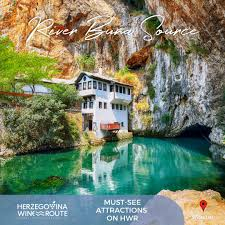 River Buna Source
HERZEGOVINA
WINE ROUTE
MUST-SEE
ATTRACTIONS
ON HWR